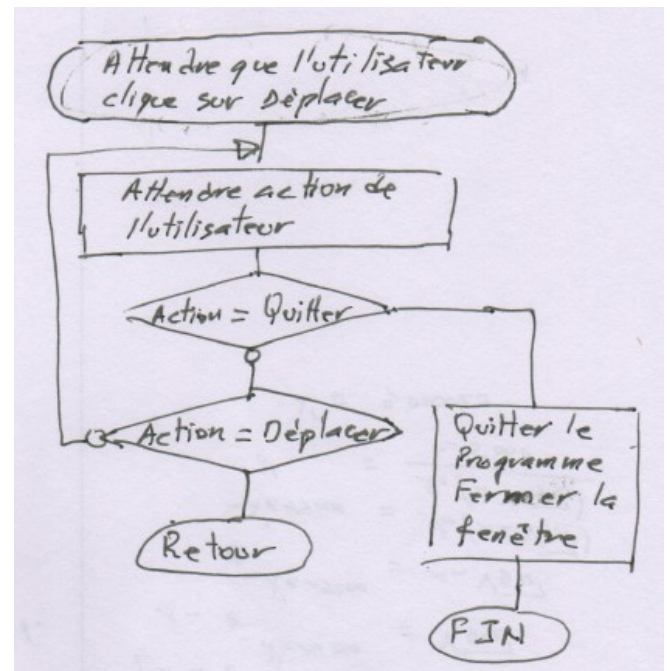 Attendre que l'utilisateur
clique sur Déplacer
Attendre action de
l'utilisateur
Action = Quitter
Action = Déplacer
Quitter le
Programme
Fermer la
fenêtre
Retour
FIN